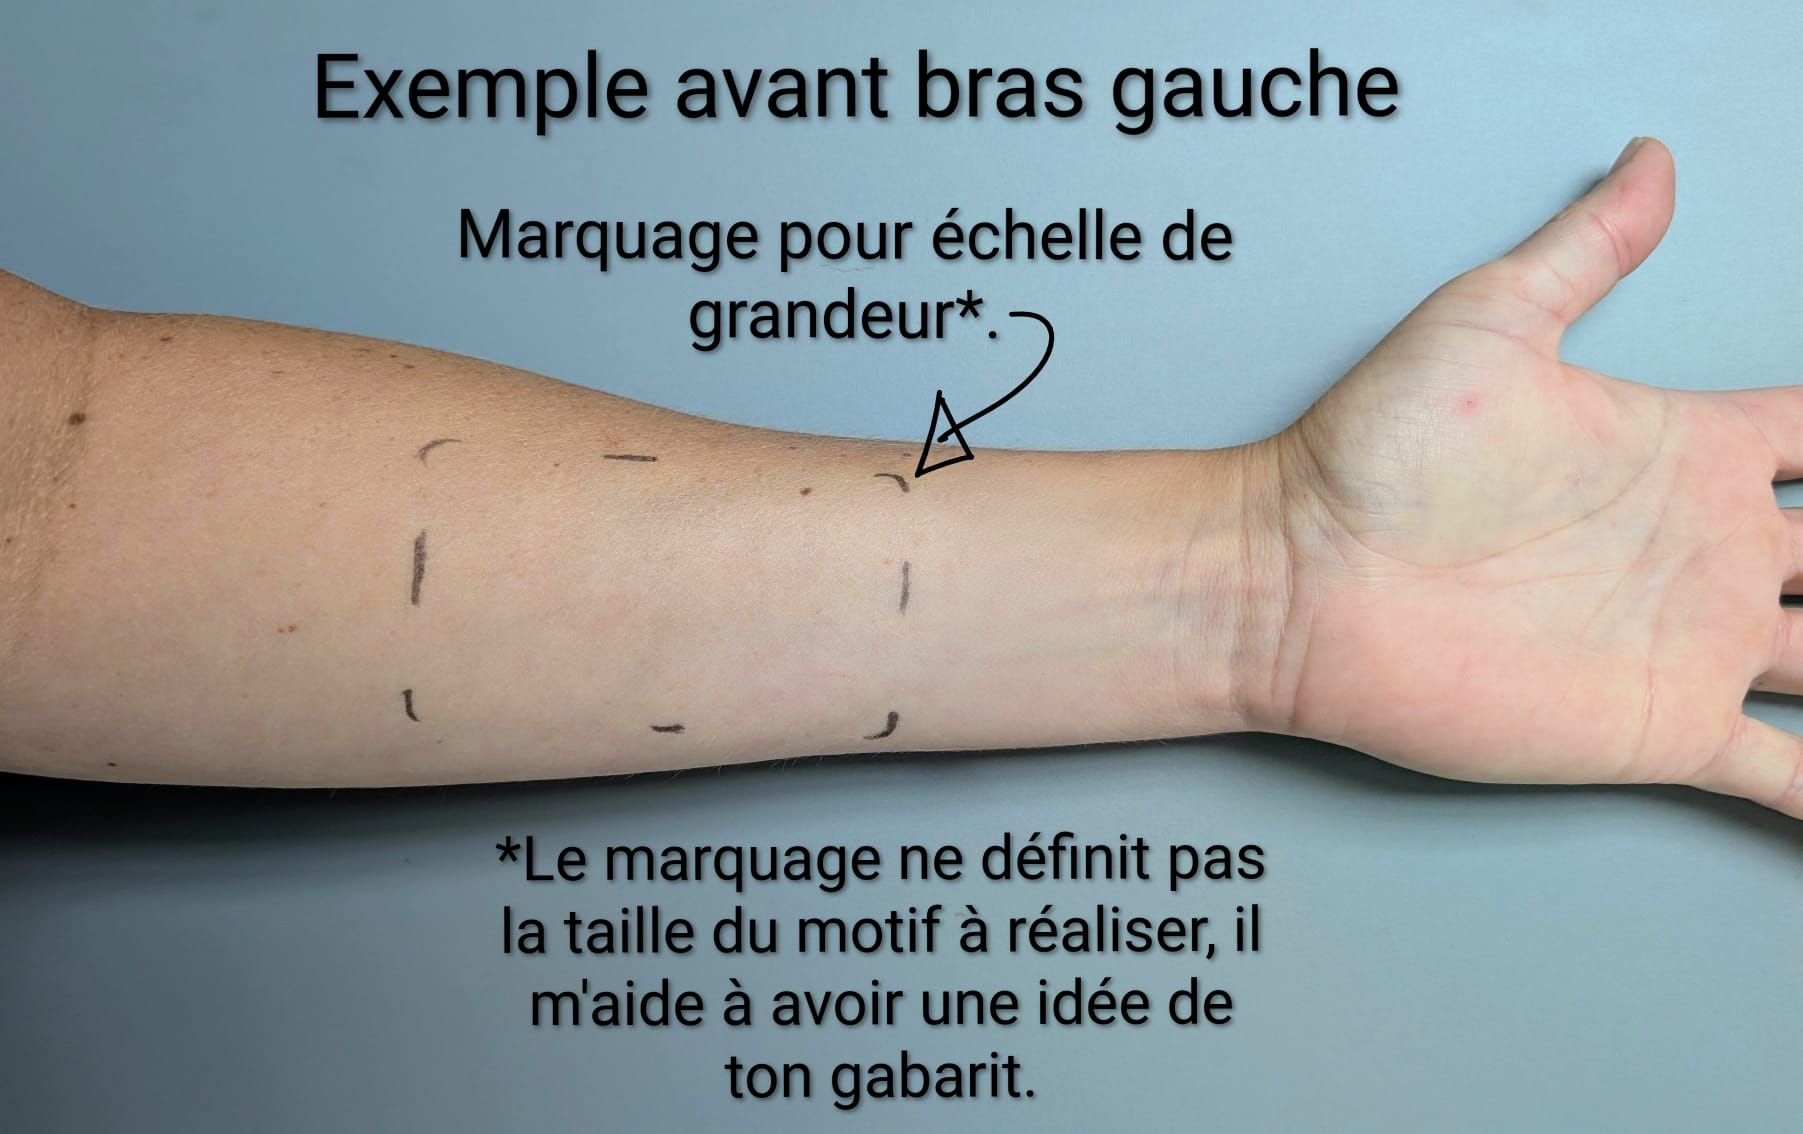 Exemple avant bras gauche
Marquage pour échelle de
grandeur*.
*Le marquage ne définit pas
la taille du motif à réaliser, il
m'aide à avoir une idée de
ton gabarit.